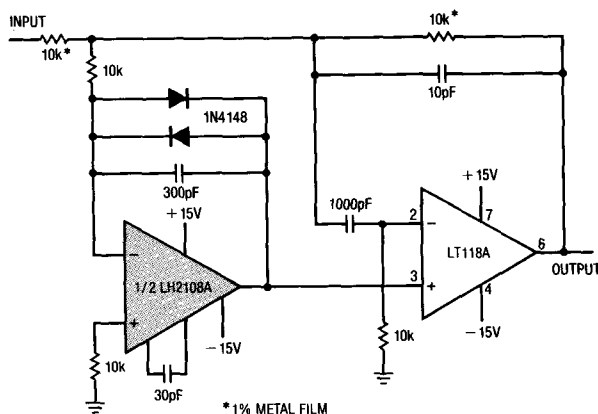 INPUT
10k*
10k
1N4148
300pF
+15V
1/2 LH2108A
−
+
−15V
10k
30pF
10k*
10pF
1000pF
+15V
2
−
7
LT118A
6
OUTPUT
3
+
4
−15V
10k
*1% METAL FILM